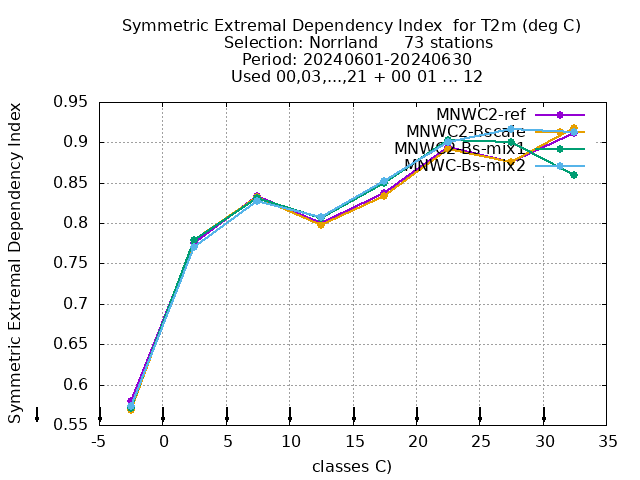 Symmetric Extremal Dependency Index  for T2m (deg C)
Selection: Norrland     73 stations
Period: 20240601-20240630
Used 00,03,...,21 + 00 01 ... 12
Symmetric Extremal Dependency Index
0.95
0.9
0.85
0.8
0.75
0.7
0.65
0.6
0.55
MNWC2-ref
MNWC2-Bscafe
MNWC2-Bs-mix1
MNWC-Bs-mix2
-5 0 5 10 15 20 25 30 35
classes C)